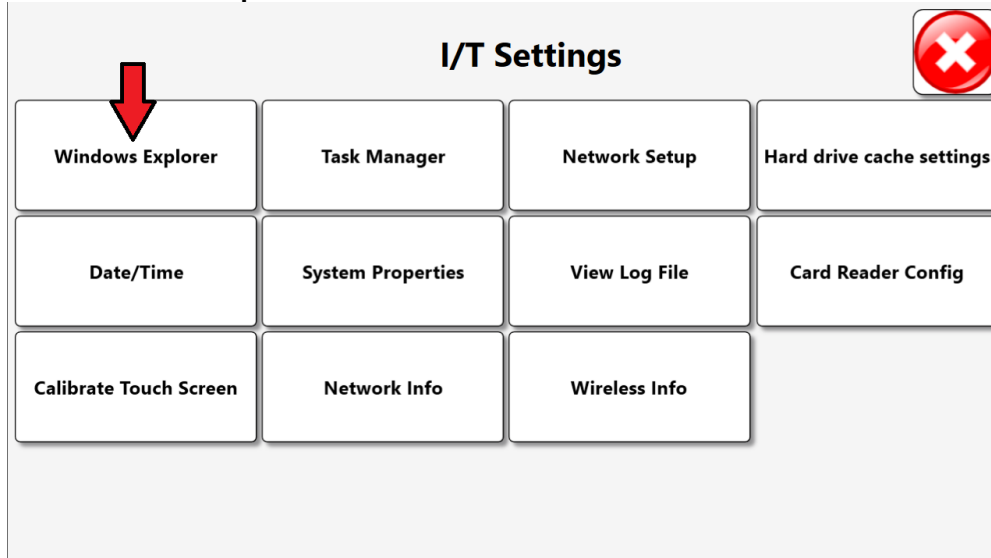 I/T Settings
Windows Explorer
Task Manager
Network Setup
Hard drive cache settings
Date/Time
System Properties
View Log File
Card Reader Config
Calibrate Touch Screen
Network Info
Wireless Info